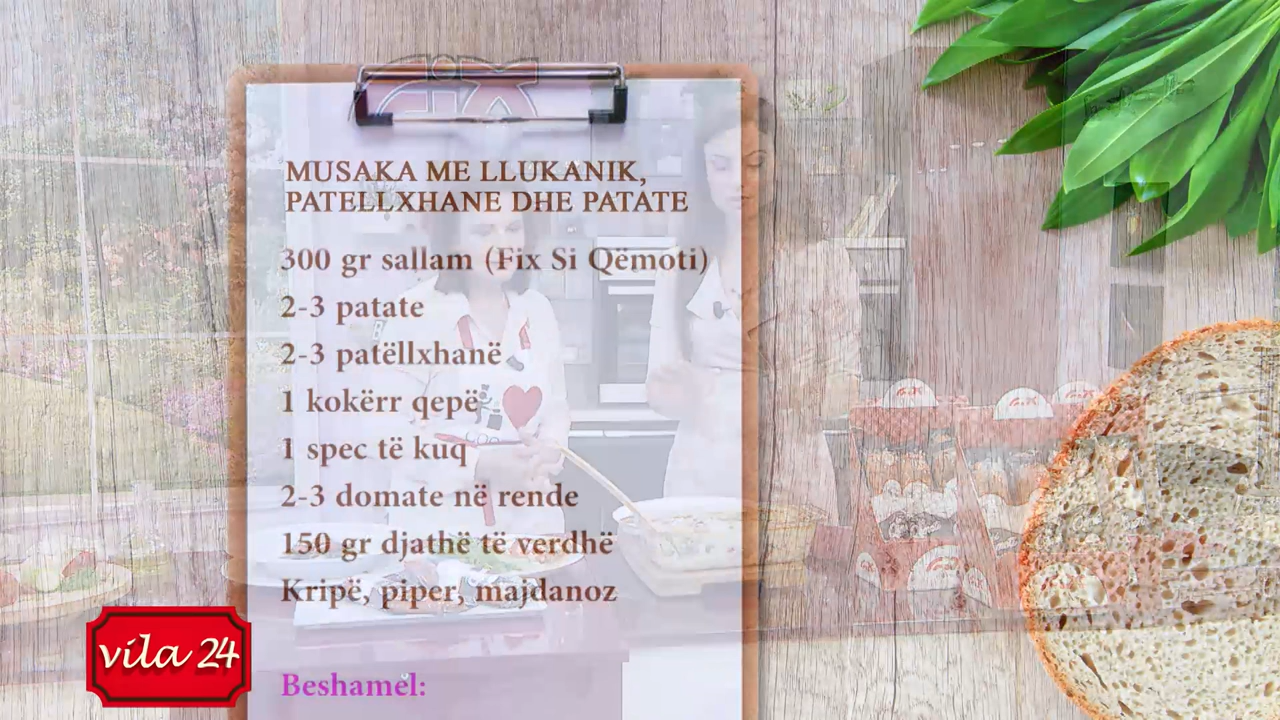 FIX
MUSAKA ME LLUKANIK,
PATELLXHANE DHE PATATE
300 gr sallam (Fix Si Qëmoti)
2-3 patate
2-3 patëllxhanë
1 kokërr qepë
1 spec të kuq
2-3 domate në rende
150 gr djathë të verdhë
Kripë, piper, majdanoz
vila 24
Beshamel: